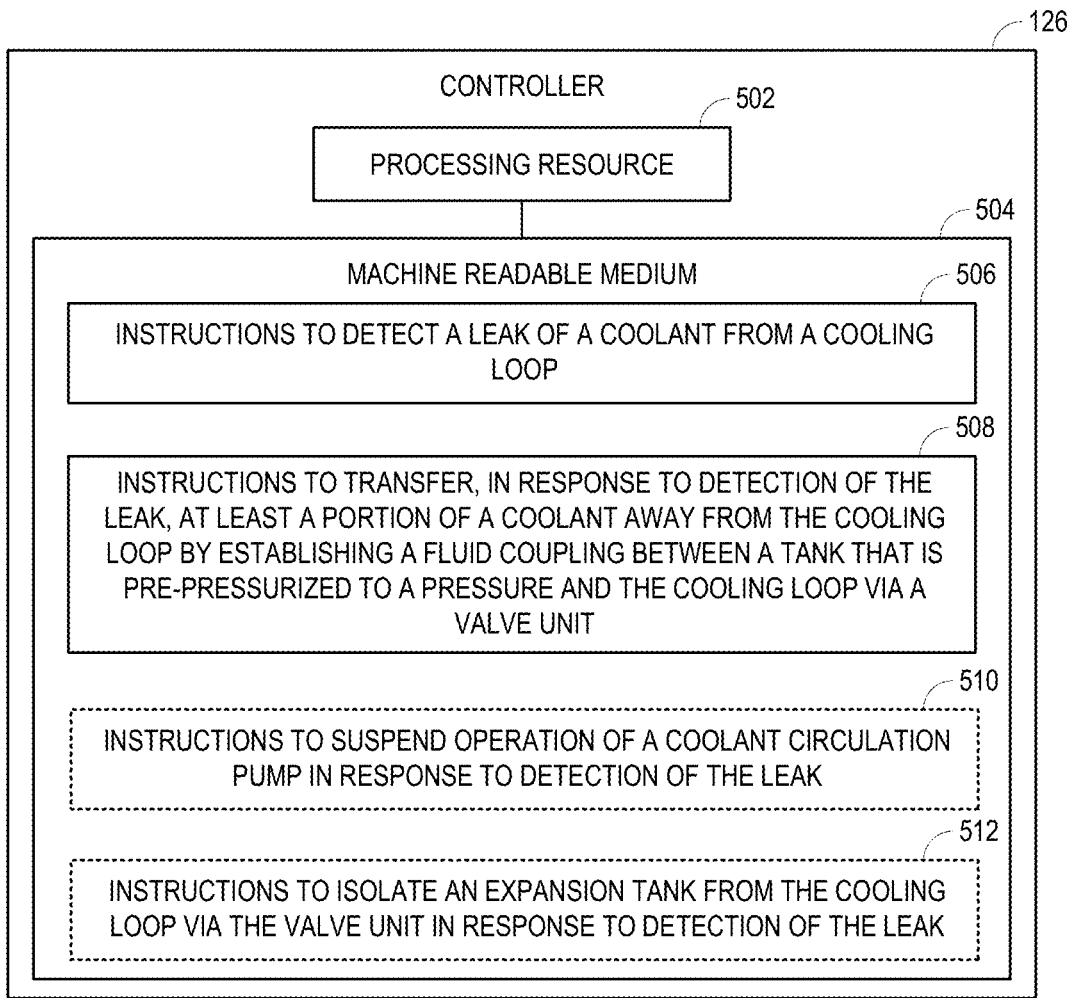 126
CONTROLLER
502
PROCESSING RESOURCE
504
MACHINE READABLE MEDIUM
506
INSTRUCTIONS TO DETECT A LEAK OF A COOLANT FROM A COOLING
LOOP
508
INSTRUCTIONS TO TRANSFER, IN RESPONSE TO DETECTION OF THE
LEAK, AT LEAST A PORTION OF A COOLANT AWAY FROM THE COOLING
LOOP BY ESTABLISHING A FLUID COUPLING BETWEEN A TANK THAT IS
PRE-PRESSURIZED TO A PRESSURE AND THE COOLING LOOP VIA A
VALVE UNIT
510
INSTRUCTIONS TO SUSPEND OPERATION OF A COOLANT CIRCULATION
PUMP IN RESPONSE TO DETECTION OF THE LEAK
512
INSTRUCTIONS TO ISOLATE AN EXPANSION TANK FROM THE COOLING
LOOP VIA THE VALVE UNIT IN RESPONSE TO DETECTION OF THE LEAK